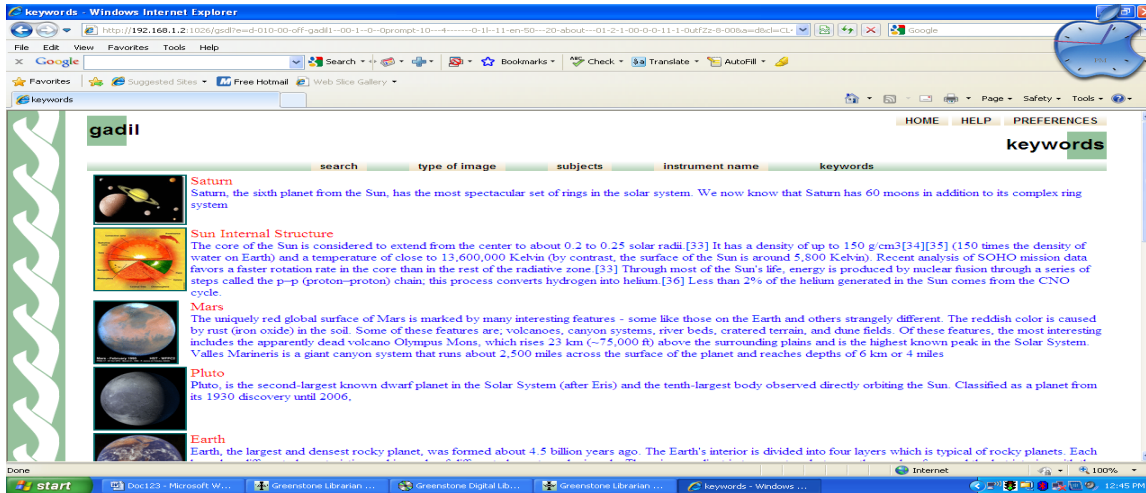 keywords - Windows Internet Explorer
http://192.168.1.2:1026/gsdl?e=d-010-00-off-gadil1--00-1--0-0prompt-10---4------0-1l--11-en-50---20-about---01-2-1-00-0-0-11-1-0utfZz-8-00&a=d&cl=CL-
Google
File Edit View Favorites Tools Help
Google Search Bookmarks Check Translate AutoFill
Favorites Suggested Sites Free Hotmail Web Slice Gallery
keywords Page Safety Tools
HOME HELP PREFERENCES
gadil
keywords
search type of image subjects instrument name keywords
Saturn
Saturn, the sixth planet from the Sun, has the most spectacular set of rings in the solar system. We now know that Saturn has 60 moons in addition to its complex ring
system
Sun Internal Structure
The core of the Sun is considered to extend from the center to about 0.2 to 0.25 solar radii.[33] It has a density of up to 150 g/cm3[34][35] (150 times the density of
water on Earth) and a temperature of close to 13,600,000 Kelvin (by contrast, the surface of the Sun is around 5,800 Kelvin). Recent analysis of SOHO mission data
favors a faster rotation rate in the core than in the rest of the radiative zone.[33] Through most of the Sun's life, energy is produced by nuclear fusion through a series of
steps called the p–p (proton–proton) chain; this process converts hydrogen into helium.[36] Less than 2% of the helium generated in the Sun comes from the CNO
cycle.
Mars
The uniquely red global surface of Mars is marked by many interesting features - some like those on the Earth and others strangely different. The reddish color is caused
by rust (iron oxide) in the soil. Some of these features are; volcanoes, canyon systems, river beds, cratered terrain, and dune fields. Of these features, the most interesting
includes the apparently dead volcano Olympus Mons, which rises 23 km (~75,000 ft) above the surrounding plains and is the highest known peak in the Solar System.
Valles Marineris is a giant canyon system that runs about 2,500 miles across the surface of the planet and reaches depths of 6 km or 4 miles
Pluto
Pluto, is the second-largest known dwarf planet in the Solar System (after Eris) and the tenth-largest body observed directly orbiting the Sun. Classified as a planet from
its 1930 discovery until 2006,
Earth
Earth, the largest and densest rocky planet, was formed about 4.5 billion years ago. The Earth's interior is divided into four layers which is typical of rocky planets. Each
Done Internet 100%
start Doc123 - Microsoft W... Greenstone Librarian ... Greenstone Digital Lib... Greenstone Librarian ... keywords - Windows ... 12:45 PM